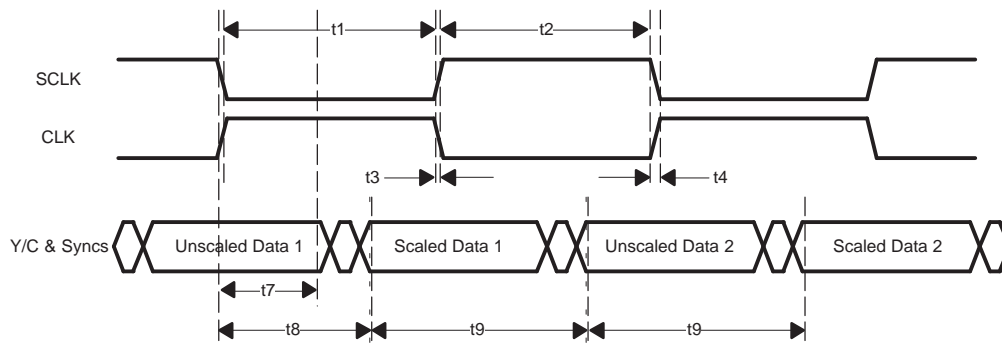 t1
t2
SCLK
CLK
t3
t4
Y/C & Syncs
Unscaled Data 1
Scaled Data 1
Unscaled Data 2
Scaled Data 2
t7
t8
t9
t9